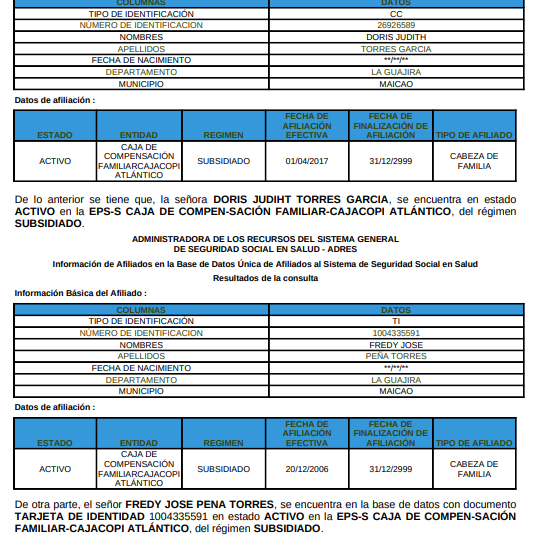 COLUMNAS DATOS
TIPO DE IDENTIFICACIÓN CC
NÚMERO DE IDENTIFICACION 26926589
NOMBRES DORIS JUDITH
APELLIDOS TORRES GARCIA
FECHA DE NACIMIENTO **/**/**
DEPARTAMENTO LA GUAJIRA
MUNICIPIO MAICAO
Datos de afiliación :
ESTADO ENTIDAD REGIMEN FECHA DE AFILIACIÓN EFECTIVA FECHA DE FINALIZACIÓN DE AFILIACIÓN TIPO DE AFILIADO
ACTIVO CAJA DE COMPENSACIÓN FAMILIARCAJACOPI ATLÁNTICO SUBSIDIADO 01/04/2017 31/12/2999 CABEZA DE FAMILIA
De lo anterior se tiene que, la señora DORIS JUDIHT TORRES GARCIA, se encuentra en estado
ACTIVO en la EPS-S CAJA DE COMPEN-SACIÓN FAMILIAR-CAJACOPI ATLÁNTICO, del régimen
SUBSIDIADO.
ADMINISTRADORA DE LOS RECURSOS DEL SISTEMA GENERAL
DE SEGURIDAD SOCIAL EN SALUD - ADRES
Información de Afiliados en la Base de Datos Única de Afiliados al Sistema de Seguridad Social en Salud
Resultados de la consulta
Información Básica del Afiliado :
COLUMNAS DATOS
TIPO DE IDENTIFICACIÓN TI
NÚMERO DE IDENTIFICACION 1004335591
NOMBRES FREDY JOSE
APELLIDOS PEÑA TORRES
FECHA DE NACIMIENTO **/**/**
DEPARTAMENTO LA GUAJIRA
MUNICIPIO MAICAO
Datos de afiliación :
ESTADO ENTIDAD REGIMEN FECHA DE AFILIACIÓN EFECTIVA FECHA DE FINALIZACIÓN DE AFILIACIÓN TIPO DE AFILIADO
ACTIVO CAJA DE COMPENSACIÓN FAMILIARCAJACOPI ATLÁNTICO SUBSIDIADO 20/12/2006 31/12/2999 CABEZA DE FAMILIA
De otra parte, el señor FREDY JOSE PENA TORRES, se encuentra en la base de datos con documento
TARJETA DE IDENTIDAD 1004335591 en estado ACTIVO en la EPS-S CAJA DE COMPEN-SACIÓN
FAMILIAR-CAJACOPI ATLÁNTICO, del régimen SUBSIDIADO.